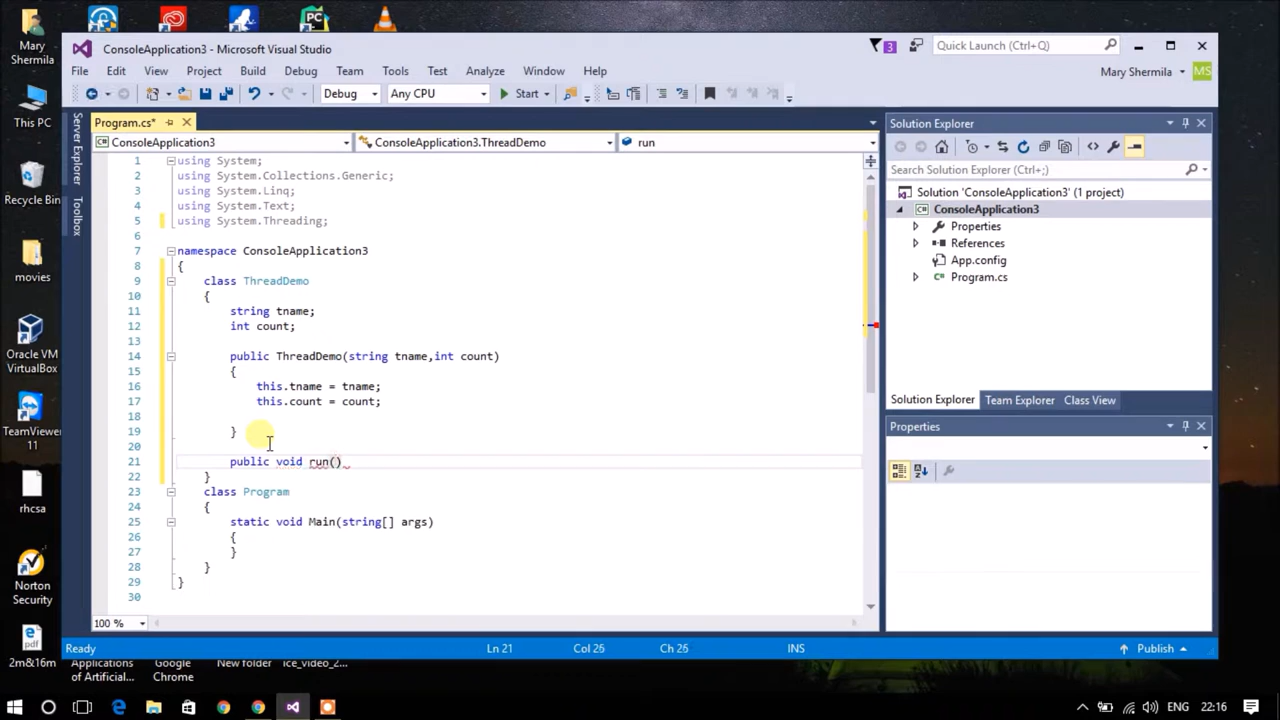 Mary
Shermila
This PC
Recycle Bin
movies
Oracle VM
VirtualBox
TeamViewer
11
rhcsa
Norton
Security
2m&16m
Applications
of Artificial...
Google
Chrome
New folder
ice_video_2...
ConsoleApplication3 - Microsoft Visual Studio
3
Quick Launch (Ctrl+Q)
File Edit View Project Build Debug Team Tools Test Analyze Window Help
Mary Shermila MS
Debug Any CPU Start
Server Explorer
Toolbox
Program.cs*
ConsoleApplication3 ConsoleApplication3.ThreadDemo run
1 using System;
2 using System.Collections.Generic;
3 using System.Linq;
4 using System.Text;
5 using System.Threading;
6
7 namespace ConsoleApplication3
8 {
9 class ThreadDemo
10 {
11 string tname;
12 int count;
13
14 public ThreadDemo(string tname,int count)
15 {
16 this.tname = tname;
17 this.count = count;
18
19 }
20
21 public void run()
22 }
23 class Program
24 {
25 static void Main(string[] args)
26 {
27 }
28 }
29 }
30
100 %
Solution Explorer
Search Solution Explorer (Ctrl+;)
Solution 'ConsoleApplication3' (1 project)
ConsoleApplication3
Properties
References
App.config
Program.cs
Solution Explorer Team Explorer Class View
Properties
Ready Ln 21 Col 25 Ch 25 INS Publish
ENG 22:16